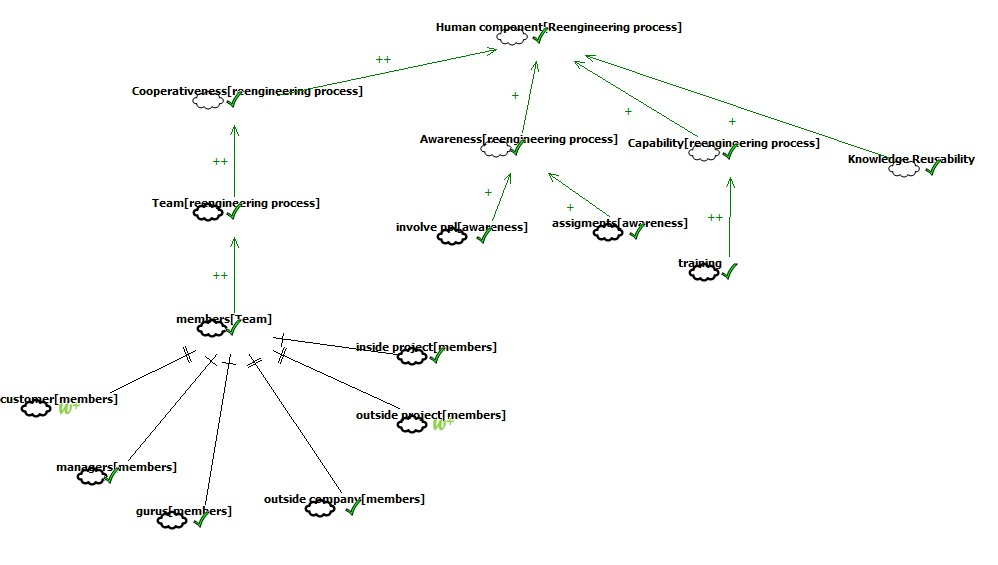 Human component[Reengineering process]
++
Cooperativeness[reengineering process]
+
+
+
Awareness[reengineering process]
Capability[reengineering process]
Knowledge Reusability
++
+
Team[reengineering process]
+
++
involve ppl[awareness]
assigments[awareness]
training
++
members[Team]
inside project[members]
customer[members]
W+
outside project[members]
W+
managers[members]
outside company[members]
gurus[members]